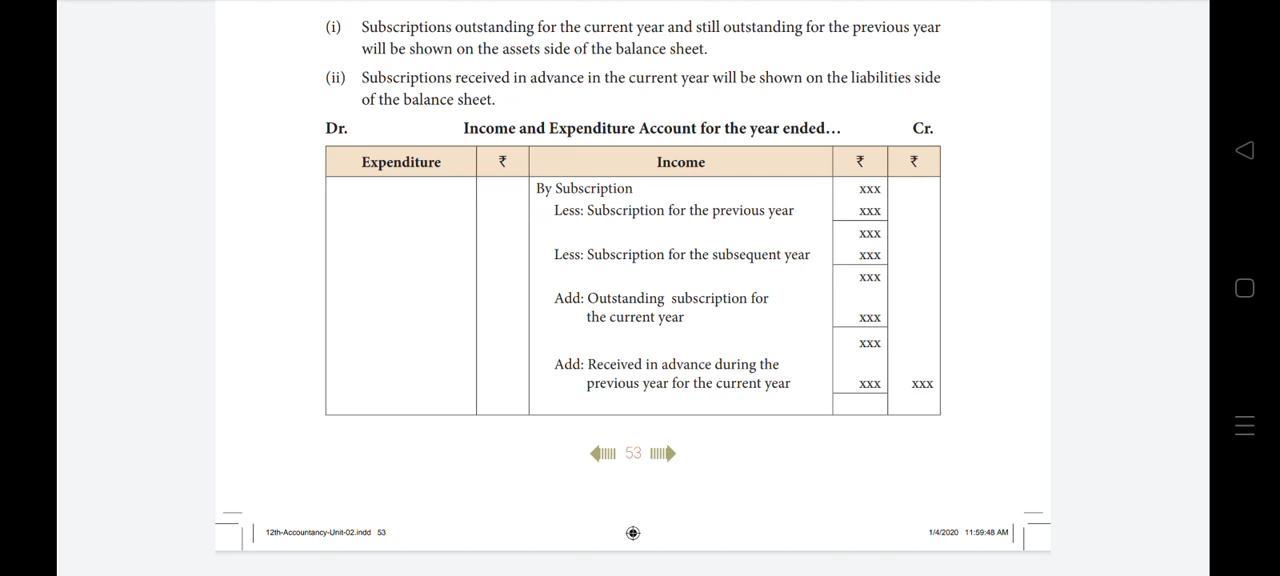 (i) Subscriptions outstanding for the current year and still outstanding for the previous year
will be shown on the assets side of the balance sheet.
(ii) Subscriptions received in advance in the current year will be shown on the liabilities side
of the balance sheet.
Dr. Income and Expenditure Account for the year ended… Cr.
Expenditure ₹ Income ₹ ₹
By Subscription xxx
Less: Subscription for the previous year xxx
xxx
Less: Subscription for the subsequent year xxx
xxx
Add: Outstanding subscription for
the current year xxx
xxx
Add: Received in advance during the
previous year for the current year xxx xxx
53
12th-Accountancy-Unit-02.indd 53 1/4/2020 11:59:48 AM